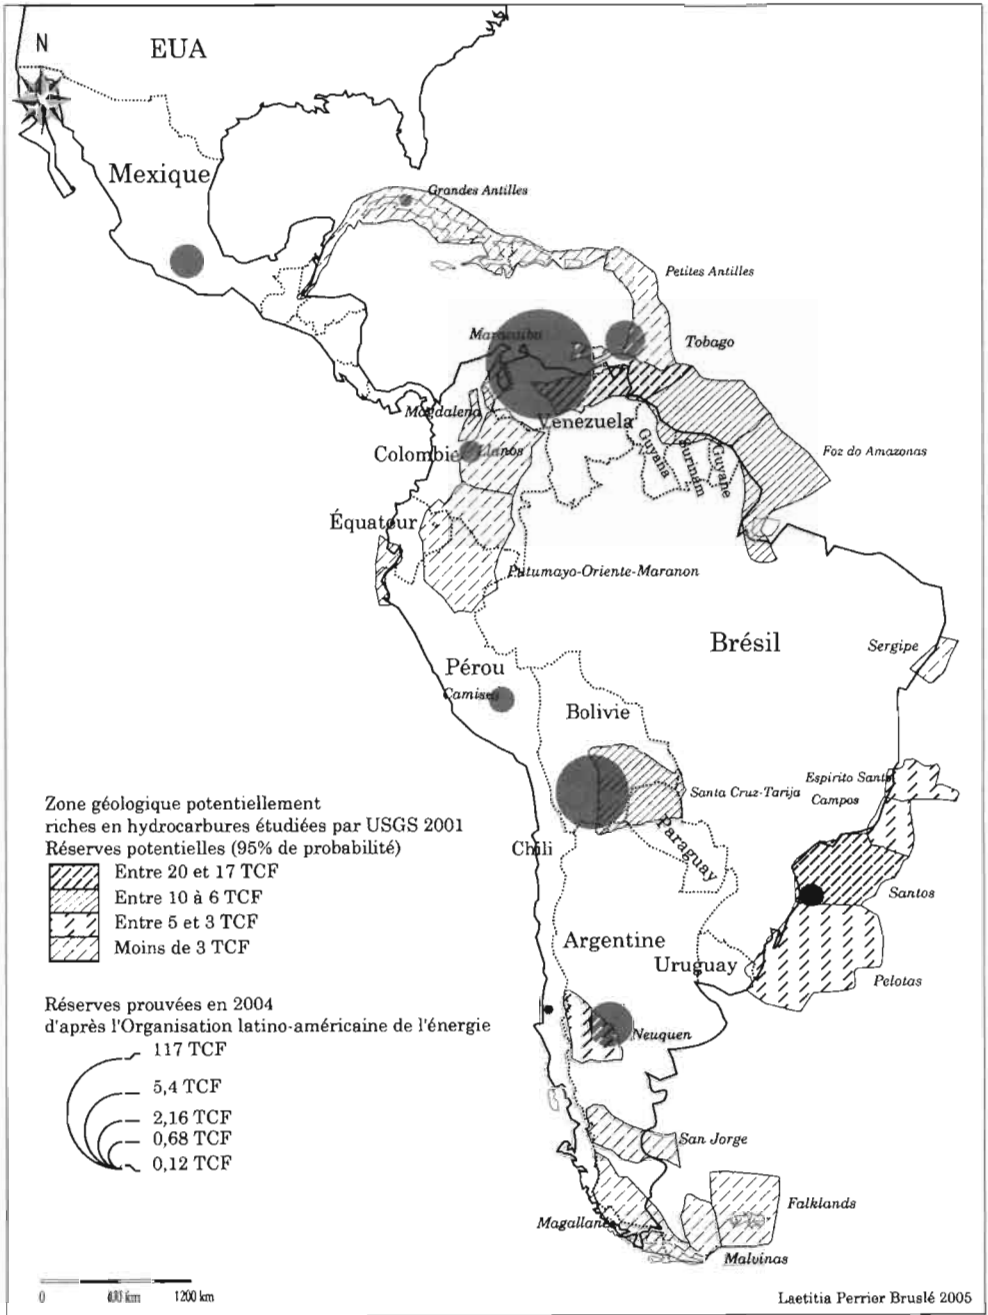 N
EUA
Mexique
Grandes Antilles
Petites Antilles
Maracaibo
Tobago
Magdalena
Venezuela
Colombie
Llanos
Guyana
Surinam
Guyane
Foz do Amazonas
Équateur
Putumayo-Oriente-Maranon
Brésil
Sergipe
Pérou
Camisea
Bolivie
Espirito Santo
Campos
Santa Cruz-Tarija
Zone géologique potentiellement
riches en hydrocarbures étudiées par USGS 2001
Réserves potentielles (95% de probabilité)
Entre 20 et 17 TCF
Entre 10 à 6 TCF
Entre 5 et 3 TCF
Moins de 3 TCF
Chili
Paraguay
Santos
Argentine
Uruguay
Pelotas
Réserves prouvées en 2004
d'après l'Organisation latino-américaine de l'énergie
117 TCF
5,4 TCF
2,16 TCF
0,68 TCF
0,12 TCF
Neuquen
San Jorge
Falklands
Magallanes
Malvinas
0 km 1200 km
Laetitia Perrier Bruslé 2005